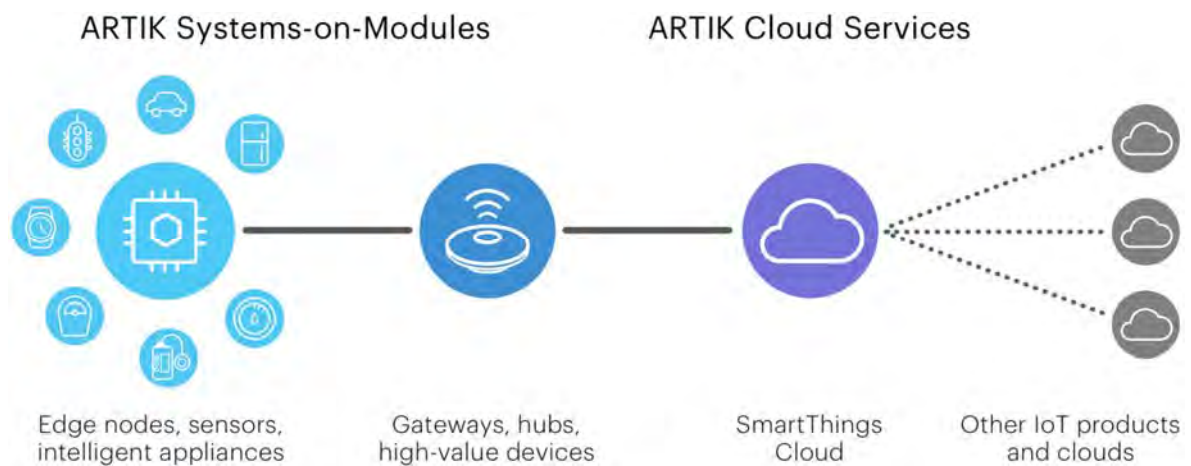 ARTIK Systems-on-Modules
ARTIK Cloud Services
Edge nodes, sensors,
intelligent appliances
Gateways, hubs,
high-value devices
SmartThings
Cloud
Other IoT products
and clouds